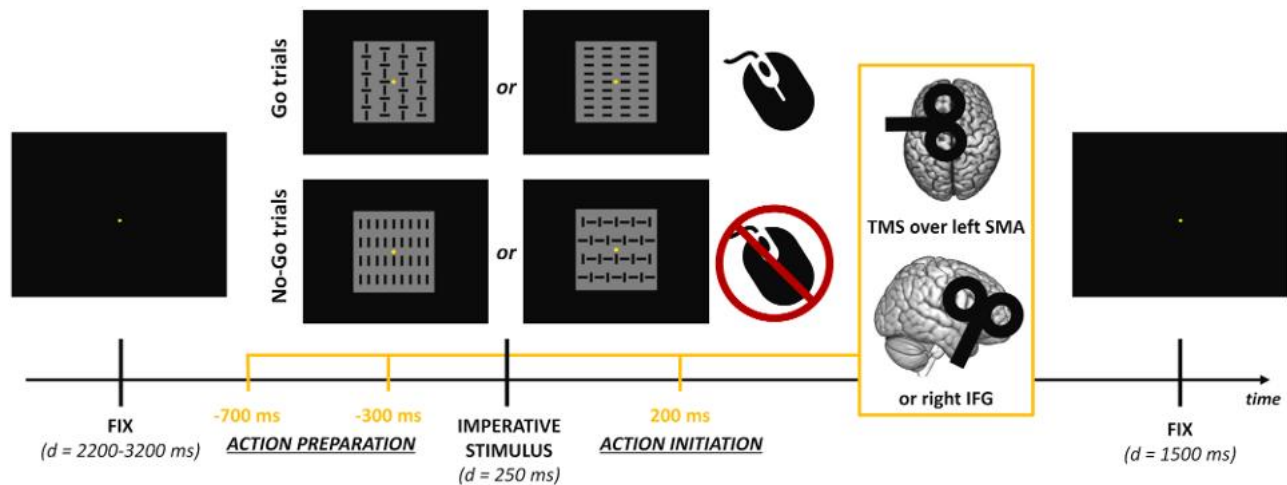 Go trials
or
No-Go trials
or
TMS over left SMA
or right IFG
-700 ms
-300 ms
200 ms
time
FIX
(d = 2200-3200 ms)
ACTION PREPARATION
IMPERATIVE
STIMULUS
(d = 250 ms)
ACTION INITIATION
FIX
(d = 1500 ms)